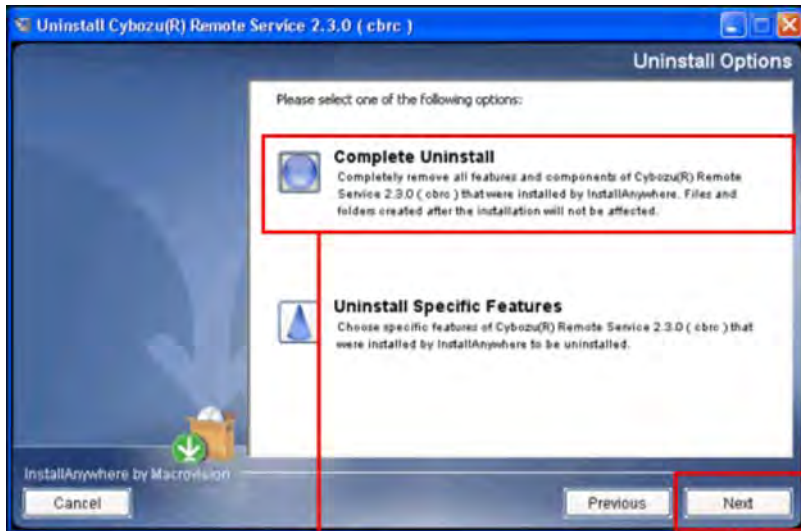 Uninstall Cybozu(R) Remote Service 2.3.0 ( cbrc )
Uninstall Options
Please select one of the following options:
Complete Uninstall
Completely remove all features and components of Cybozu(R) Remote
Service 2.3.0 ( cbrc ) that were installed by InstallAnywhere. Files and
folders created after the installation will not be affected.
Uninstall Specific Features
Choose specific features of Cybozu(R) Remote Service 2.3.0 ( cbrc ) that
were installed by InstallAnywhere to be uninstalled.
InstallAnywhere by Macrovision
Cancel
Previous
Next